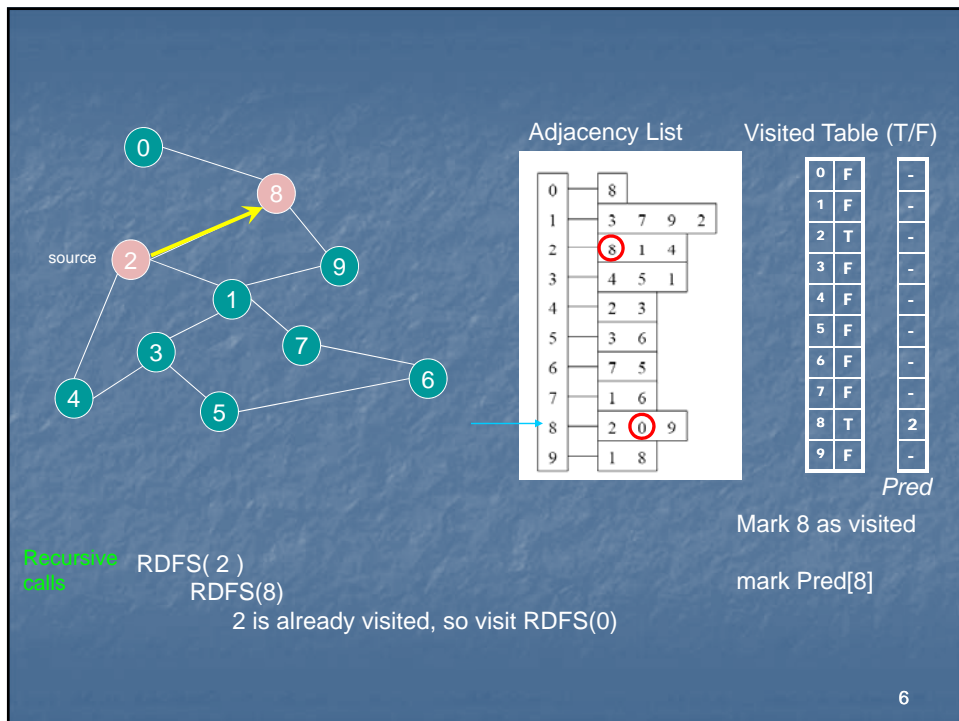 Adjacency List
Visited Table (T/F)
0
8
source
2
9
1
3
7
4
5
6
0 8
1 3 7 9 2
2 8 1 4
3 4 5 1
4 2 3
5 3 6
6 7 5
7 1 6
8 2 0 9
9 1 8
0 F -
1 F -
2 T -
3 F -
4 F -
5 F -
6 F -
7 F -
8 T 2
9 F -
Pred
Mark 8 as visited
mark Pred[8]
Recursive
calls
RDFS( 2 )
RDFS(8)
2 is already visited, so visit RDFS(0)
6